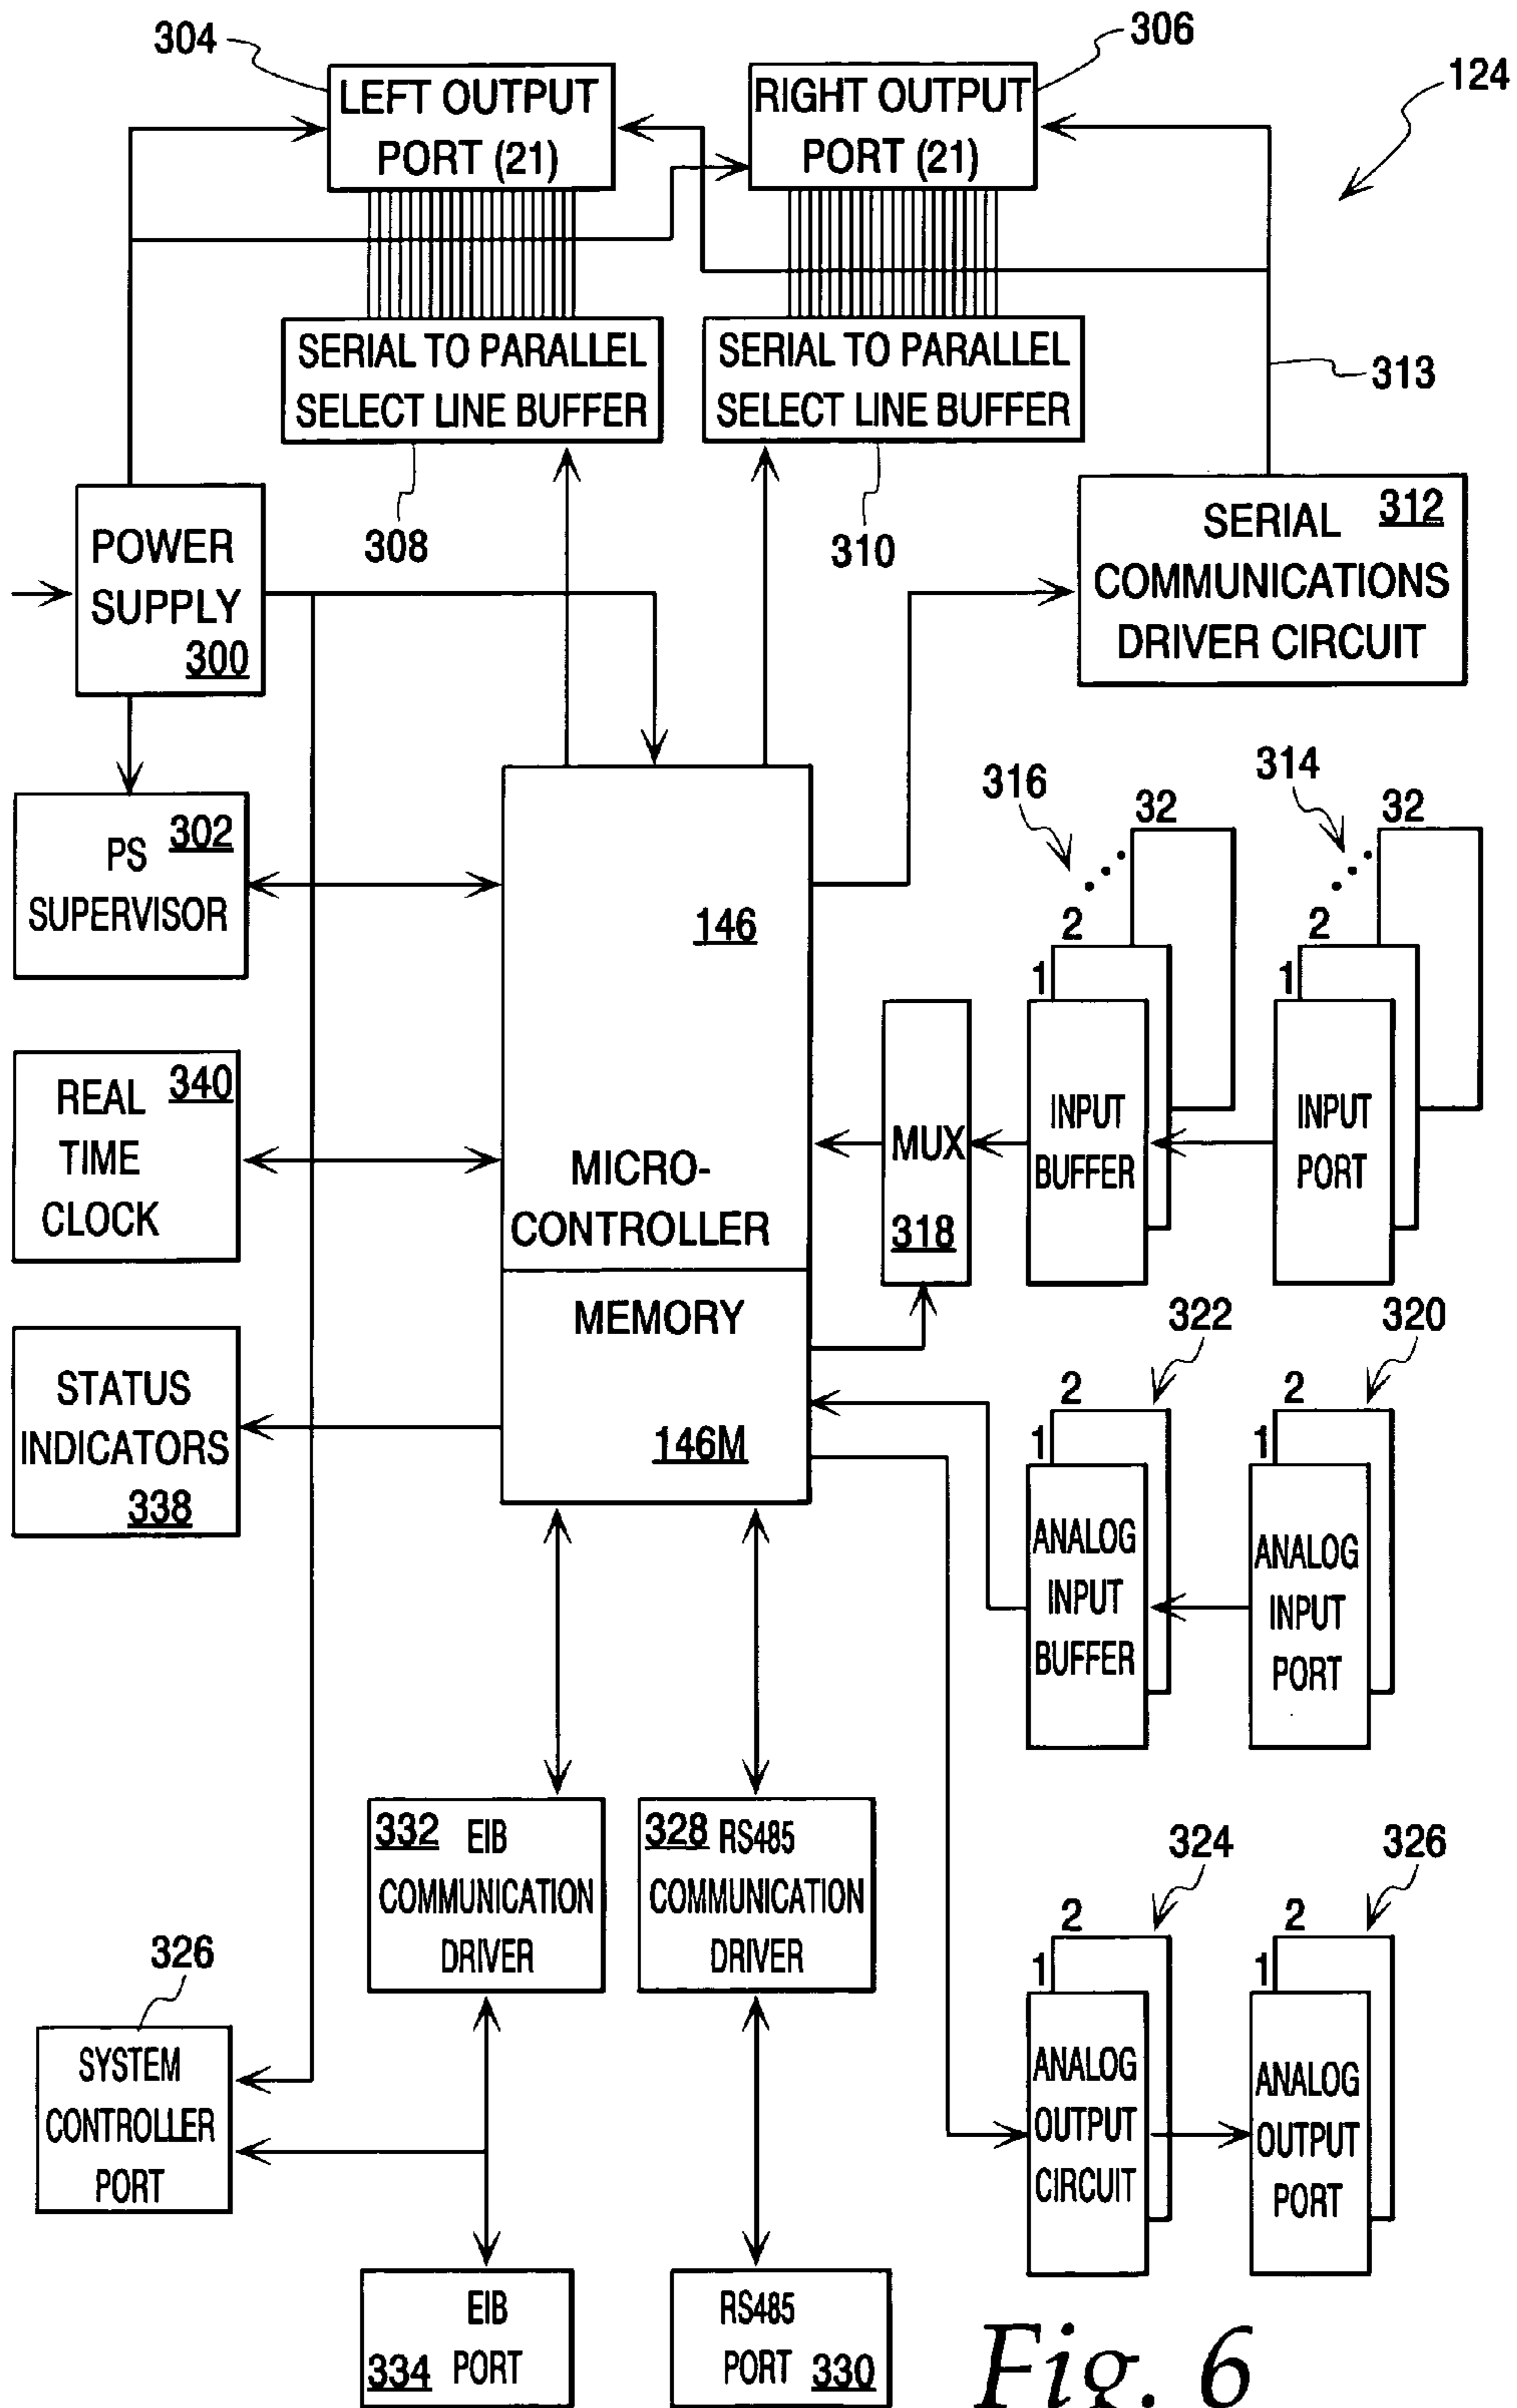 304
306
124
LEFT OUTPUT
PORT (21)
RIGHT OUTPUT
PORT (21)
SERIAL TO PARALLEL
SELECT LINE BUFFER
SERIAL TO PARALLEL
SELECT LINE BUFFER
313
308
310
POWER
SUPPLY
300
312
SERIAL
COMMUNICATIONS
DRIVER CIRCUIT
302
PS
SUPERVISOR
146
MICRO-
CONTROLLER
316
32
2
1
INPUT
BUFFER
314
32
2
1
INPUT
PORT
MUX
318
340
REAL
TIME
CLOCK
MEMORY
146M
STATUS
INDICATORS
338
322
2
1
ANALOG
INPUT
BUFFER
320
2
1
ANALOG
INPUT
PORT
332 EIB
COMMUNICATION
DRIVER
328 RS485
COMMUNICATION
DRIVER
324
2
1
ANALOG
OUTPUT
CIRCUIT
326
2
1
ANALOG
OUTPUT
PORT
326
SYSTEM
CONTROLLER
PORT
EIB
334 PORT
RS485
PORT 330
Fig. 6